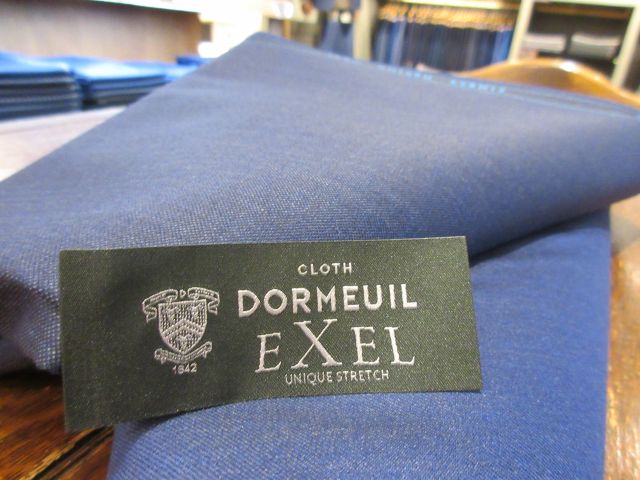 CLOTH
DORMEUIL
EXEL
UNIQUE STRETCH
1842